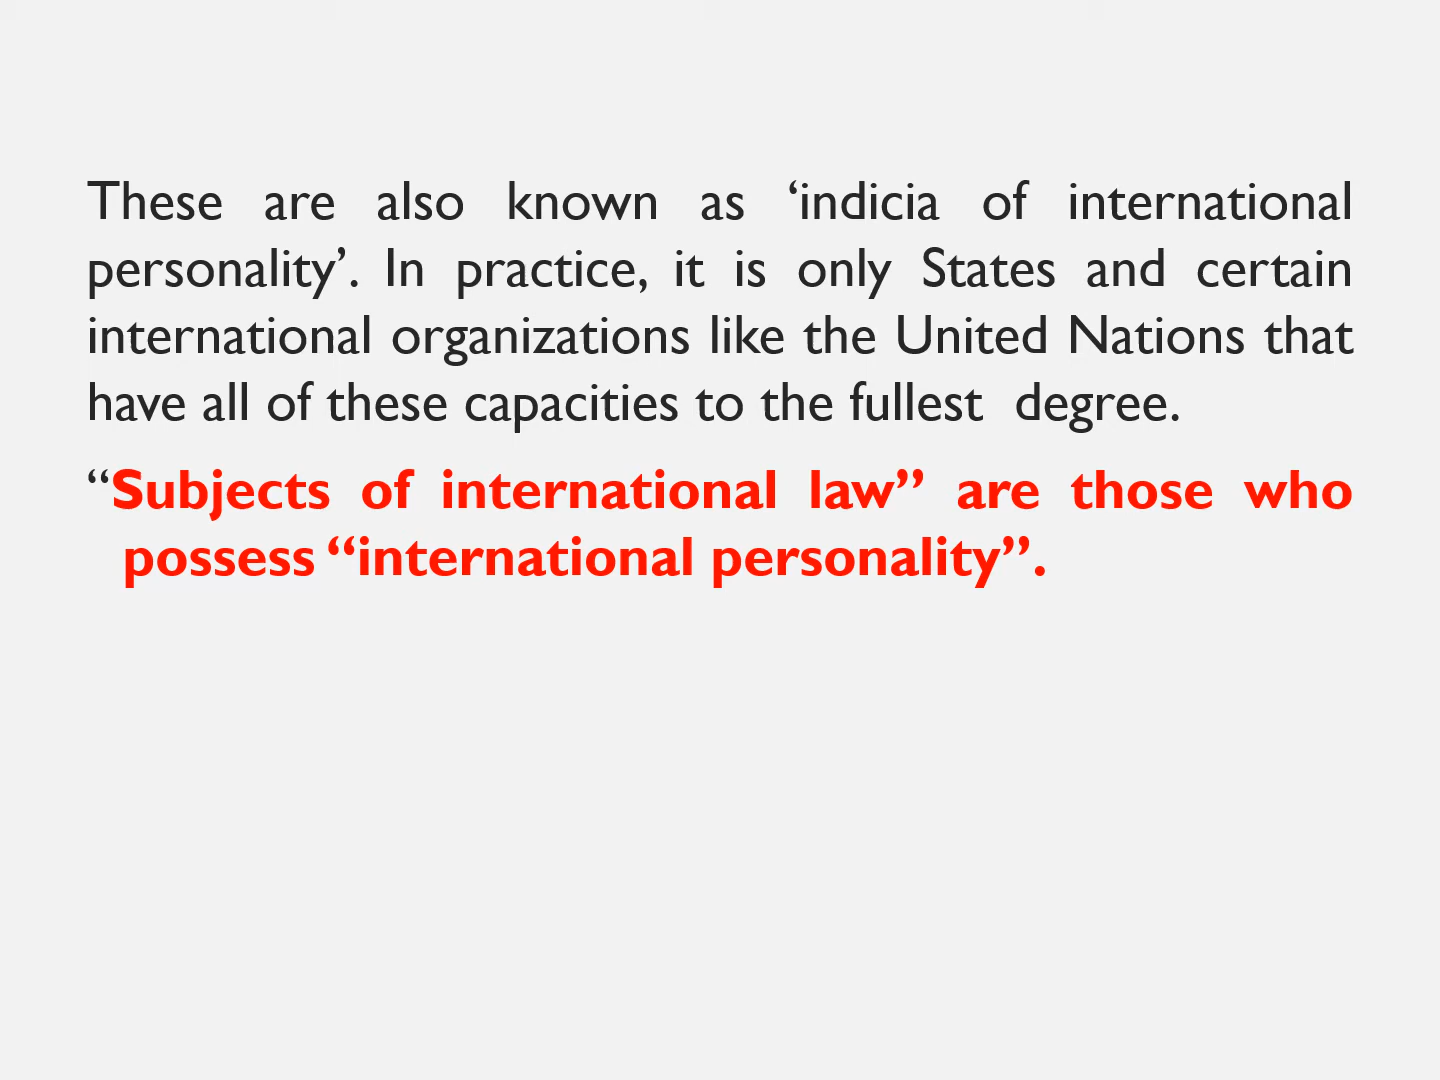 These are also known as ‘indicia of international
personality’. In practice, it is only States and certain
international organizations like the United Nations that
have all of these capacities to the fullest  degree.
“Subjects of international law” are those who
possess “international personality”.